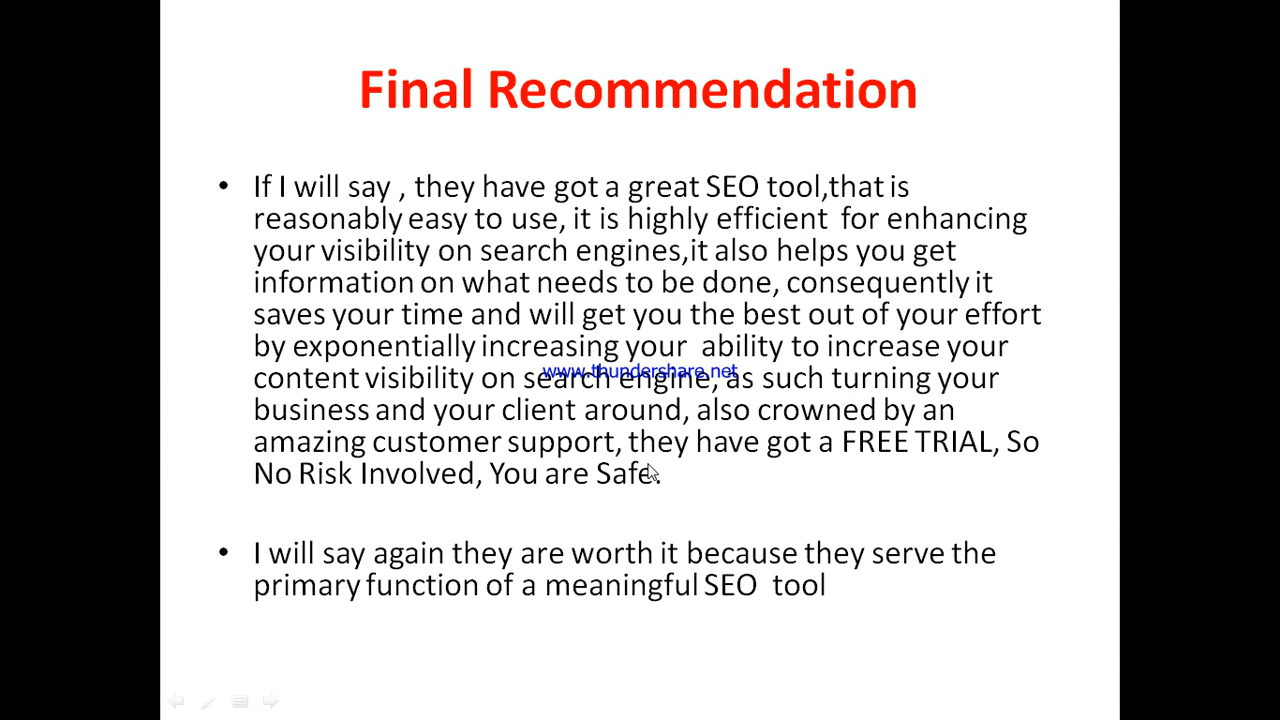 Final Recommendation
• If I will say , they have got a great SEO tool,that is
reasonably easy to use, it is highly efficient for enhancing
your visibility on search engines,it also helps you get
information on what needs to be done, consequently it
saves your time and will get you the best out of your effort
by exponentially increasing your ability to increase your
www.thundershare.net
content visibility on search engine, as such turning your
business and your client around, also crowned by an
amazing customer support, they have got a FREE TRIAL, So
No Risk Involved, You are Safe.
• I will say again they are worth it because they serve the
primary function of a meaningful SEO tool